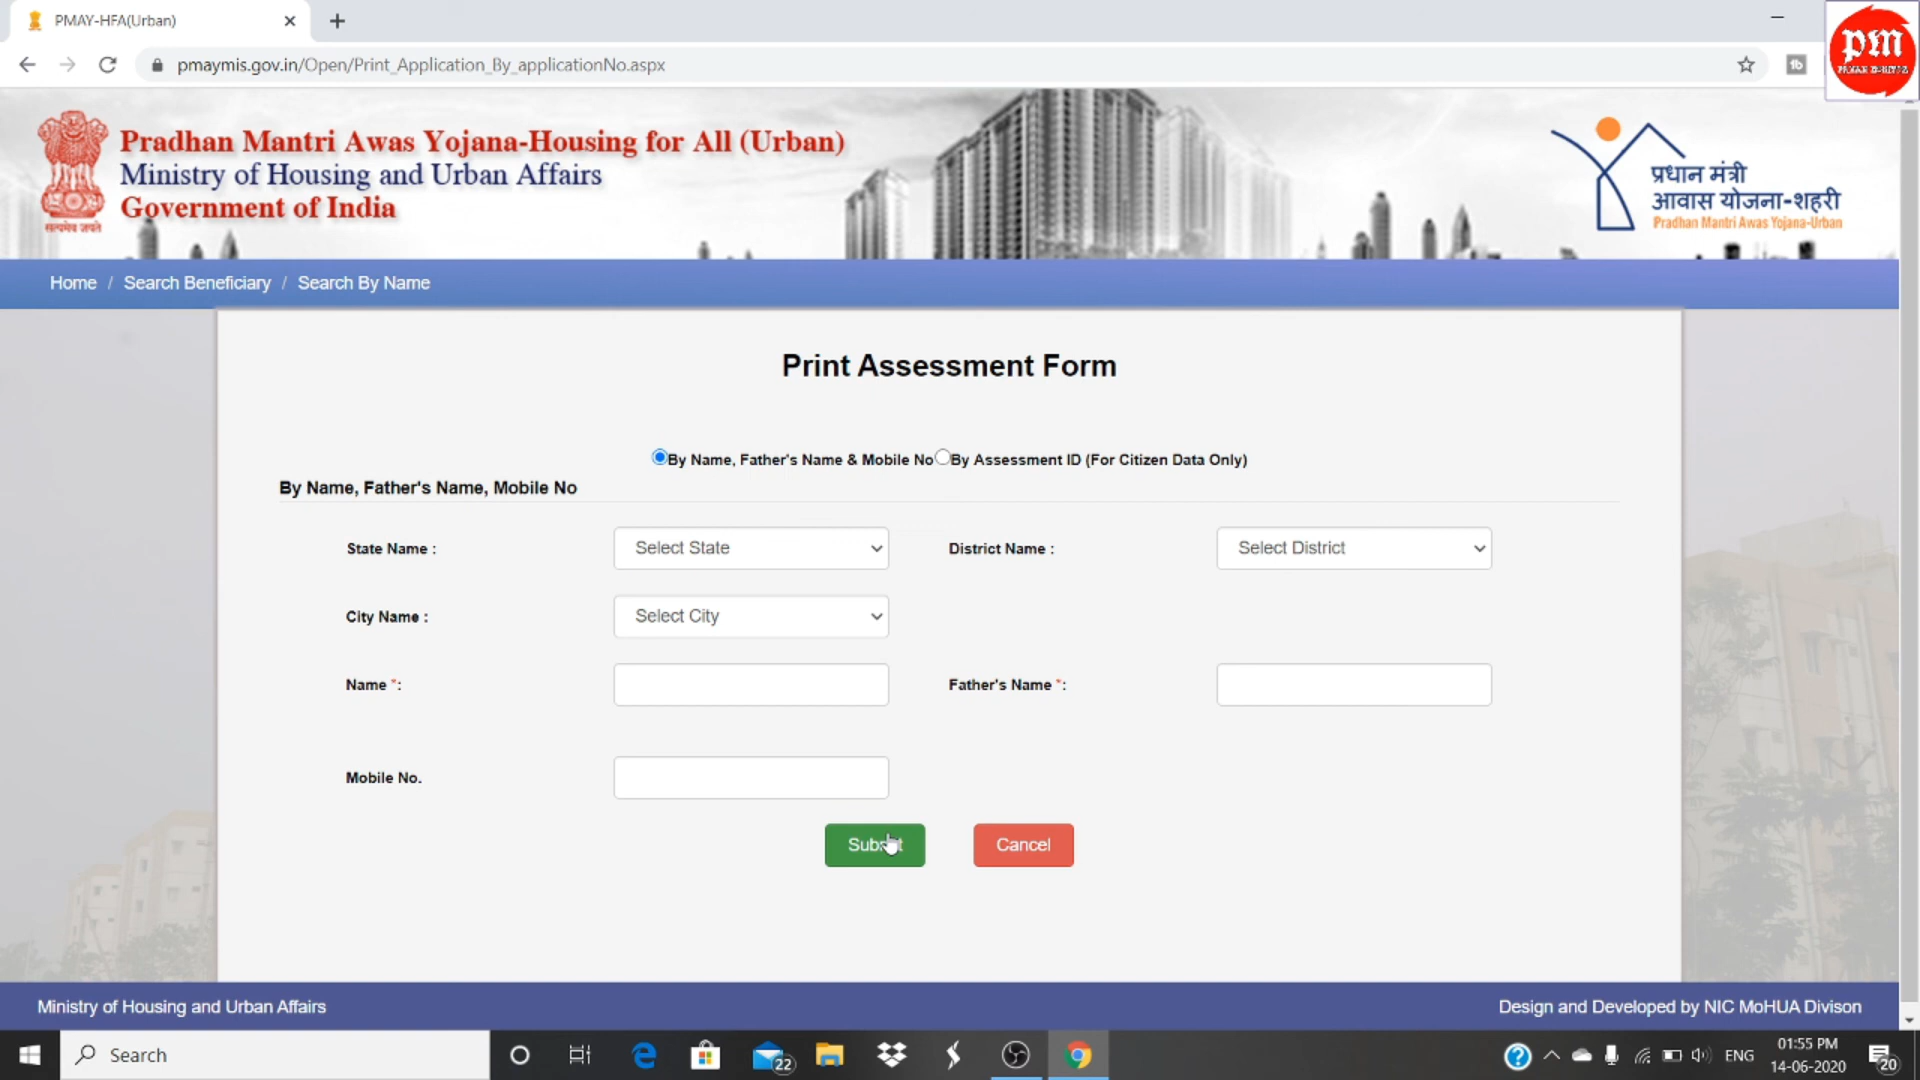 PMAY-HFA(Urban)
pmaymis.gov.in/Open/Print_Application_By_applicationNo.aspx
pm
Pradhan Mantri Awas Yojana-Housing for All (Urban)
Ministry of Housing and Urban Affairs
Government of India
सत्यमेव जयते
प्रधान मंत्री
आवास योजना-शहरी
Pradhan Mantri Awas Yojana-Urban
Home / Search Beneficiary / Search By Name
Print Assessment Form
By Name, Father's Name & Mobile No By Assessment ID (For Citizen Data Only)
By Name, Father's Name, Mobile No
State Name : Select State District Name : Select District
City Name : Select City
Name *: Father's Name *:
Mobile No.
Submit Cancel
Ministry of Housing and Urban Affairs Design and Developed by NIC MoHUA Divison
Search 22 ENG 01:55 PM
14-06-2020 20